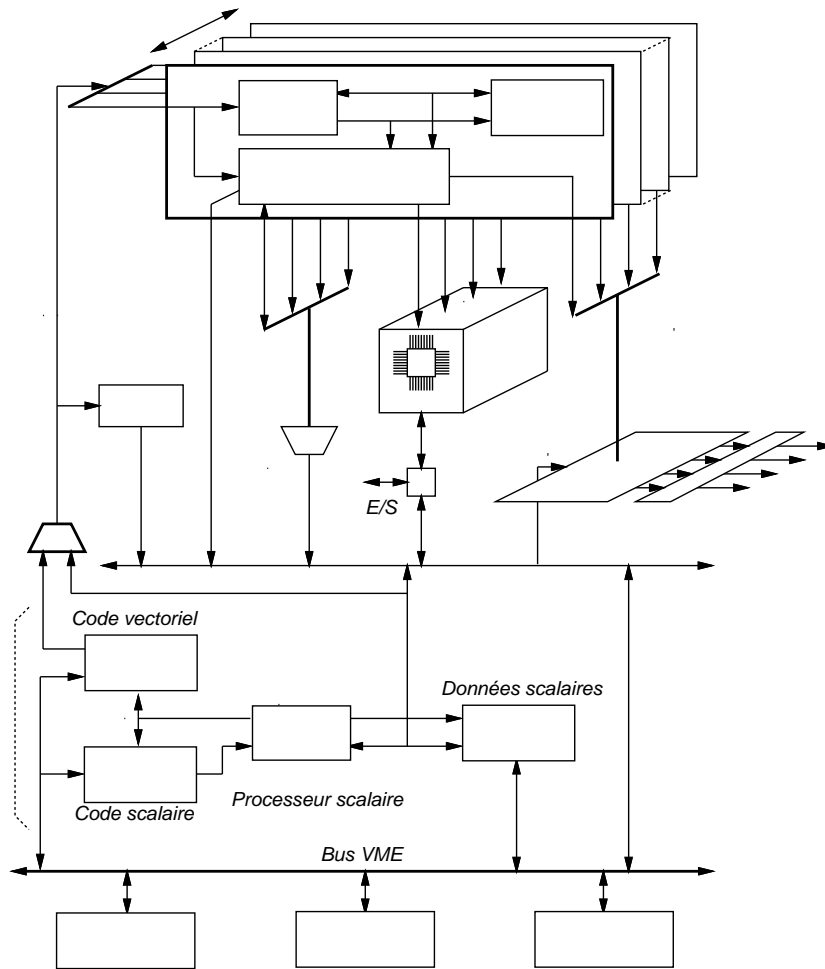 E/S
Code vectoriel
Données scalaires
Code scalaire
Processeur scalaire
Bus VME